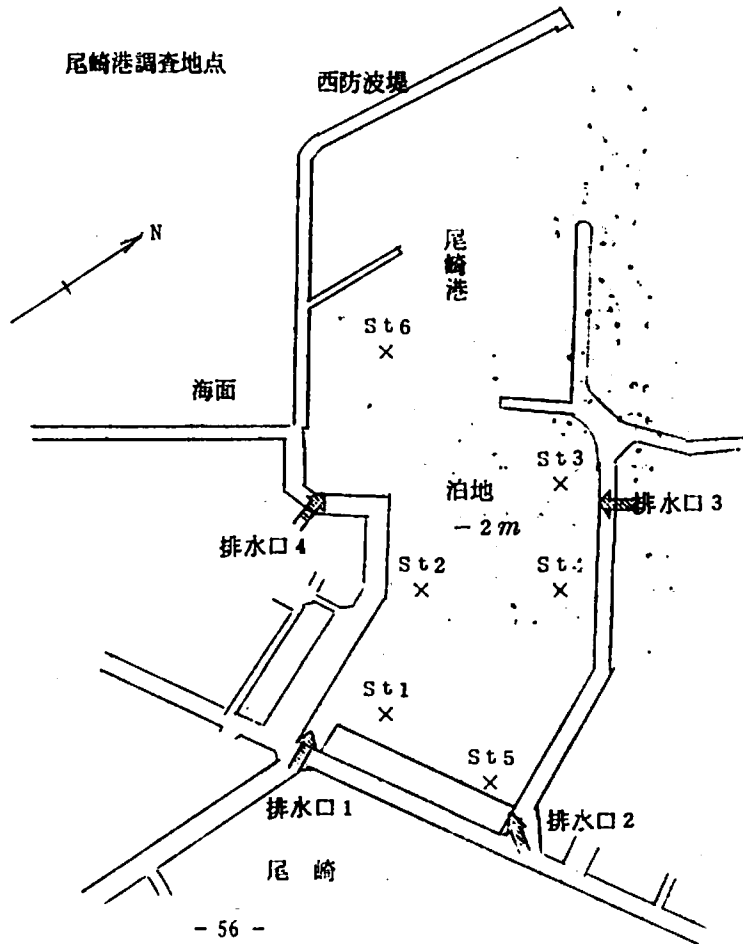 尾崎港調査地点
西防波堤
N
尾崎港
St6
海面
St3
泊地
－2m
排水口3
排水口4
St2
St4
St1
St5
排水口1
排水口2
尾崎
- 56 -